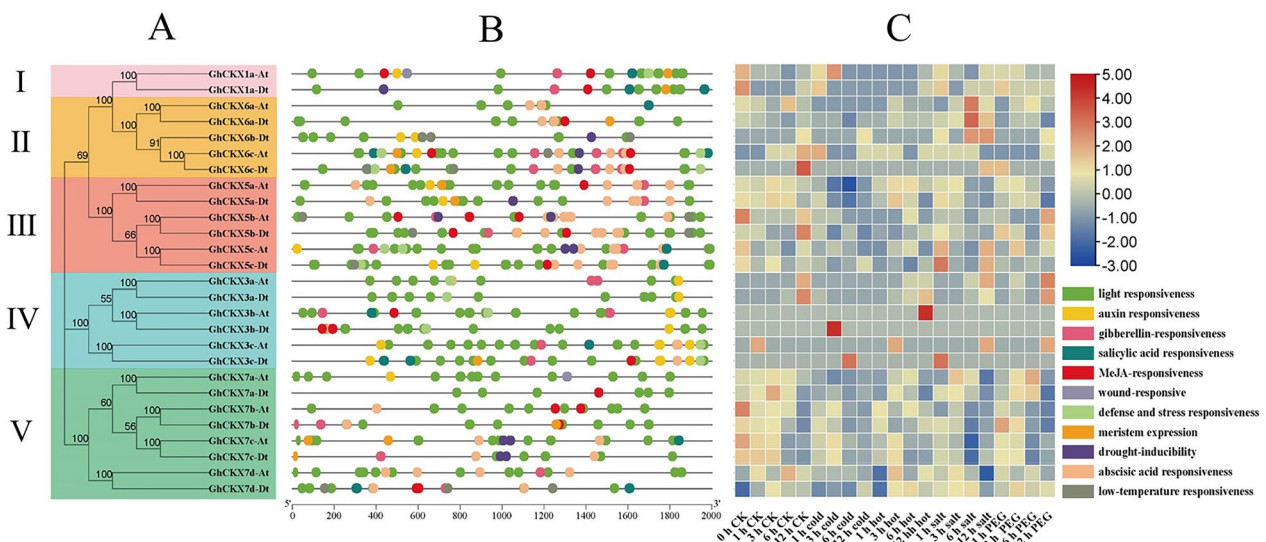 A
B
C
I
II
III
IV
V
GhCKX1a-At
GhCKX1a-Dt
GhCKX6a-At
GhCKX6a-Dt
GhCKX6b-Dt
GhCKX6c-At
GhCKX6c-Dt
GhCKX5a-At
GhCKX5a-Dt
GhCKX5b-At
GhCKX5b-Dt
GhCKX5c-At
GhCKX5c-Dt
GhCKX3a-At
GhCKX3a-Dt
GhCKX3b-At
GhCKX3b-Dt
GhCKX3c-At
GhCKX3c-Dt
GhCKX7a-At
GhCKX7a-Dt
GhCKX7b-At
GhCKX7b-Dt
GhCKX7c-At
GhCKX7c-Dt
GhCKX7d-At
GhCKX7d-Dt
100
100
100
100
91
100
69
100
100
100
66
100
100
55
100
100
100
100
60
100
56
100
100
100
5'
3'
0 200 400 600 800 1000 1200 1400 1600 1800 2000
0 h CK
1 h CK
3 h CK
6 h CK
12 h CK
1 h cold
3 h cold
6 h cold
2 h cold
1 h hot
3 h hot
6 h hot
hot
1 h salt
3 h salt
6 h salt
12 h salt
1 h PEG
h PEG
h PEG
h PEG
5.00
4.00
3.00
2.00
1.00
0.00
-1.00
-2.00
-3.00
light responsiveness
auxin responsiveness
gibberellin-responsiveness
salicylic acid responsiveness
MeJA-responsiveness
wound-responsive
defense and stress responsiveness
meristem expression
drought-inducibility
abscisic acid responsiveness
low-temperature responsiveness